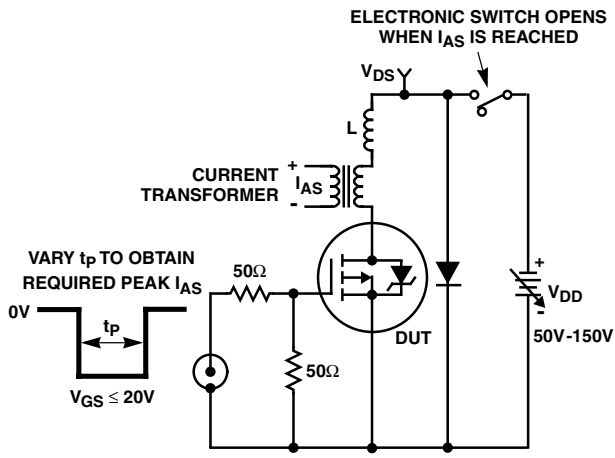 ELECTRONIC SWITCH OPENS
WHEN IAS IS REACHED
VDS
L
+
CURRENT
TRANSFORMER
IAS
-
VARY tP TO OBTAIN
REQUIRED PEAK IAS
50Ω
0V
tP
VGS ≤ 20V
50Ω
DUT
+
VDD
-
50V-150V